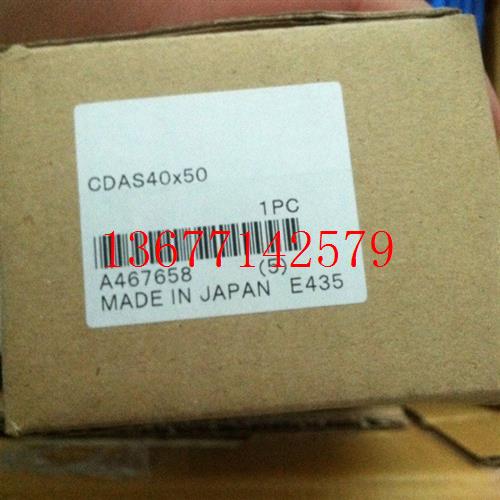 CDAS40x50
1PC
13677142579
A467658 (5)
MADE IN JAPAN E435